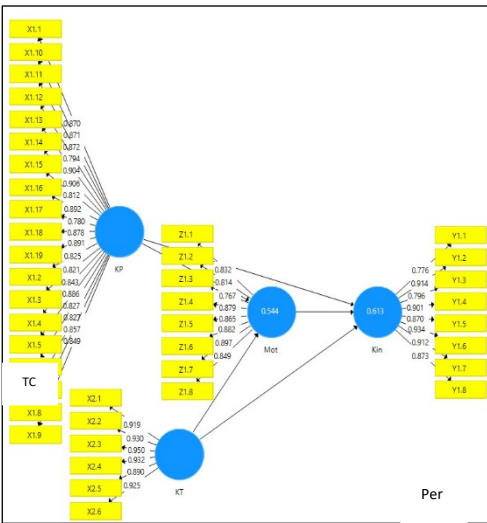 X1.1
X1.10
X1.11
X1.12
X1.13
X1.14
X1.15
X1.16
X1.17
X1.18
X1.19
X1.2
X1.3
X1.4
X1.5
TC
X1.8
X1.9
0.870
0.871
0.872
0.794
0.904
0.906
0.812
0.892
0.780
0.878
0.891
0.825
0.821
0.843
0.886
0.827
0.827
0.857
0.849
KP
Z1.1
Z1.2
Z1.3
Z1.4
Z1.5
Z1.6
Z1.7
Z1.8
0.832
0.814
0.767
0.879
0.865
0.882
0.897
0.849
0.544
Mot
0.613
Kin
0.776
0.914
0.796
0.901
0.870
0.934
0.912
0.873
Y1.1
Y1.2
Y1.3
Y1.4
Y1.5
Y1.6
Y1.7
Y1.8
X2.1
X2.2
X2.3
X2.4
X2.5
X2.6
0.919
0.930
0.950
0.932
0.890
0.925
KT
Per